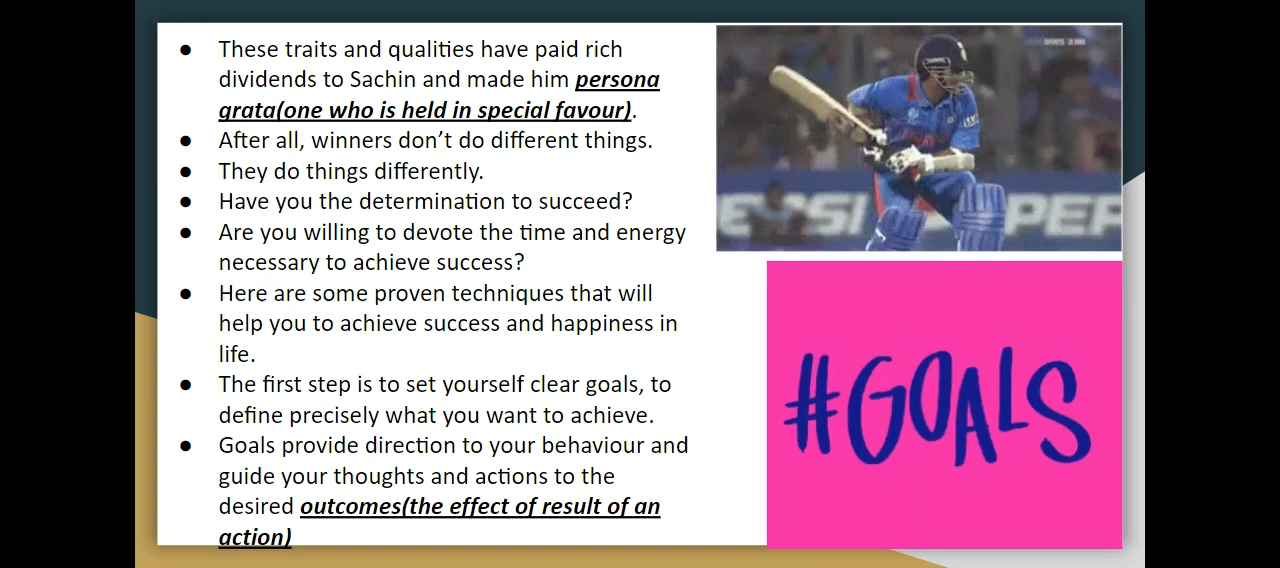 ● These traits and qualities have paid rich
dividends to Sachin and made him persona
grata(one who is held in special favour).
● After all, winners don’t do different things.
● They do things differently.
● Have you the determination to succeed?
● Are you willing to devote the time and energy
necessary to achieve success?
● Here are some proven techniques that will
help you to achieve success and happiness in
life.
● The first step is to set yourself clear goals, to
define precisely what you want to achieve.
● Goals provide direction to your behaviour and
guide your thoughts and actions to the
desired outcomes(the effect of result of an
action)
EPSI PEP
#GOALS